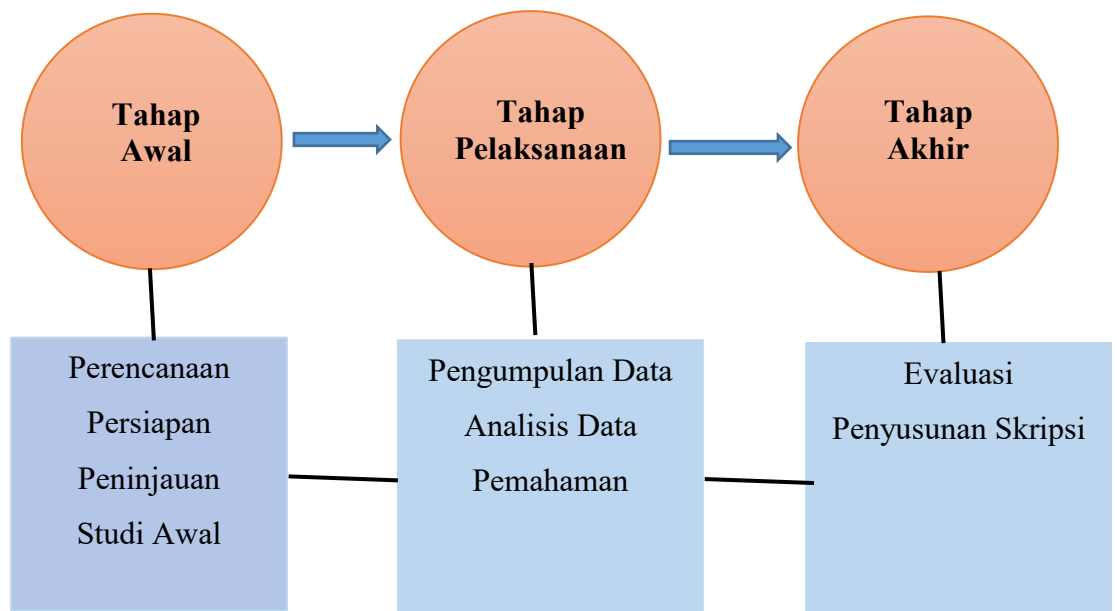 Tahap
Awal
Tahap
Pelaksanaan
Tahap
Akhir
Perencanaan
Persiapan
Peninjauan
Studi Awal
Pengumpulan Data
Analisis Data
Pemahaman
Evaluasi
Penyusunan Skripsi